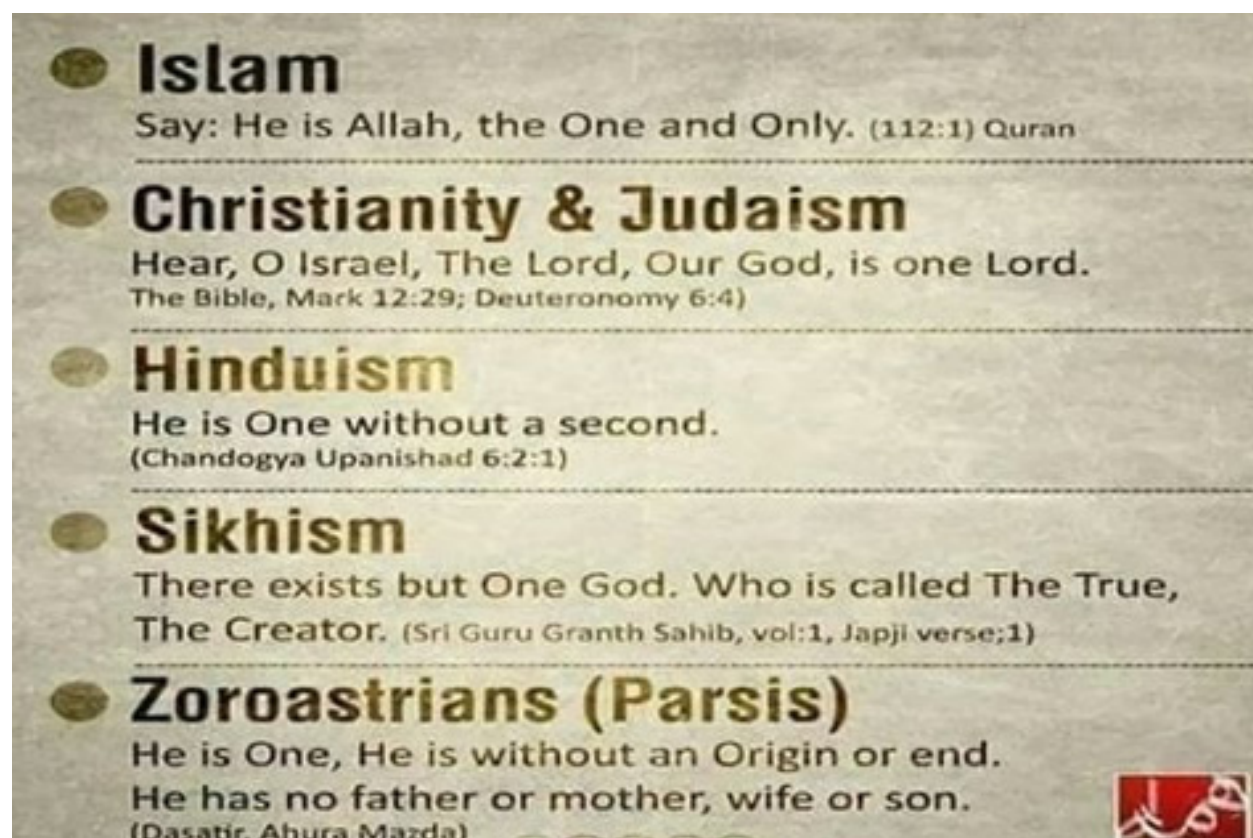 Islam
Say: He is Allah, the One and Only. (112:1) Quran
Christianity & Judaism
Hear, O Israel, The Lord, Our God, is one Lord.
The Bible, Mark 12:29; Deuteronomy 6:4)
Hinduism
He is One without a second.
(Chandogya Upanishad 6:2:1)
Sikhism
There exists but One God. Who is called The True,
The Creator. (Sri Guru Granth Sahib, vol:1, Japji verse;1)
Zoroastrians (Parsis)
He is One, He is without an Origin or end.
He has no father or mother, wife or son.
(Dasatir, Ahura Mazda)